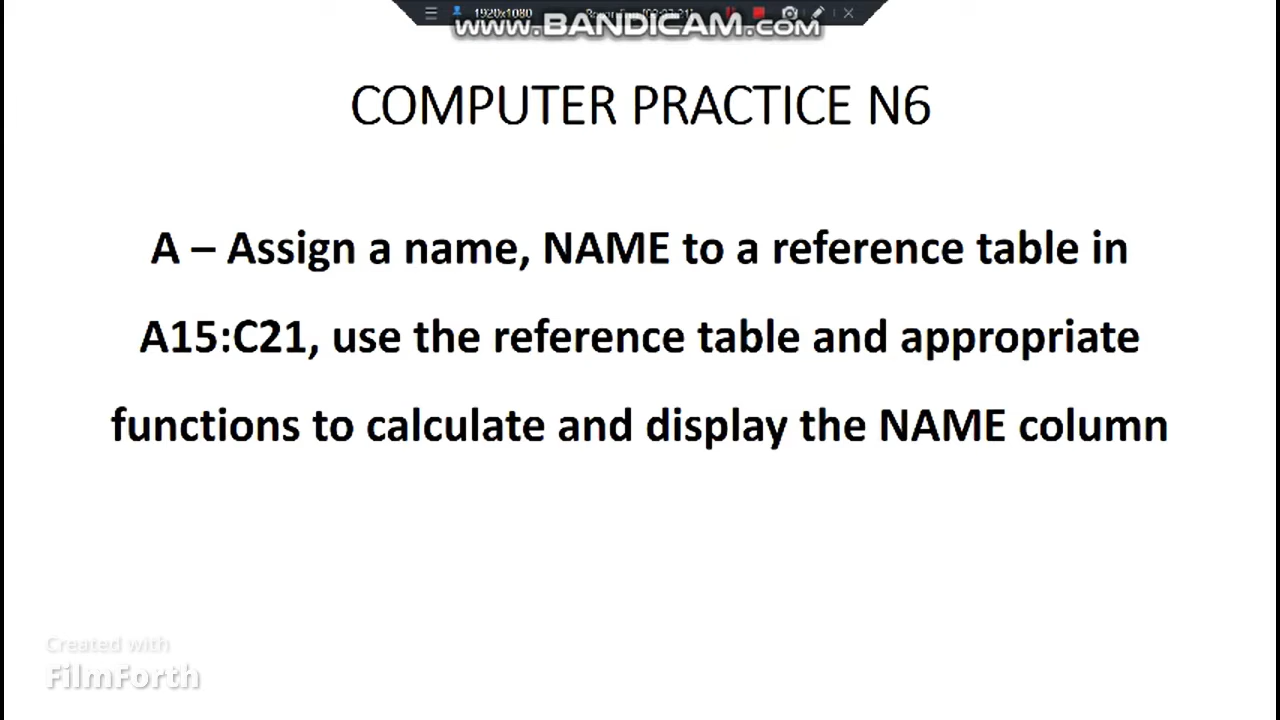 1920x1080
www.BANDICAM.com
COMPUTER PRACTICE N6
A – Assign a name, NAME to a reference table in
A15:C21, use the reference table and appropriate
functions to calculate and display the NAME column
Created with
FilmForth